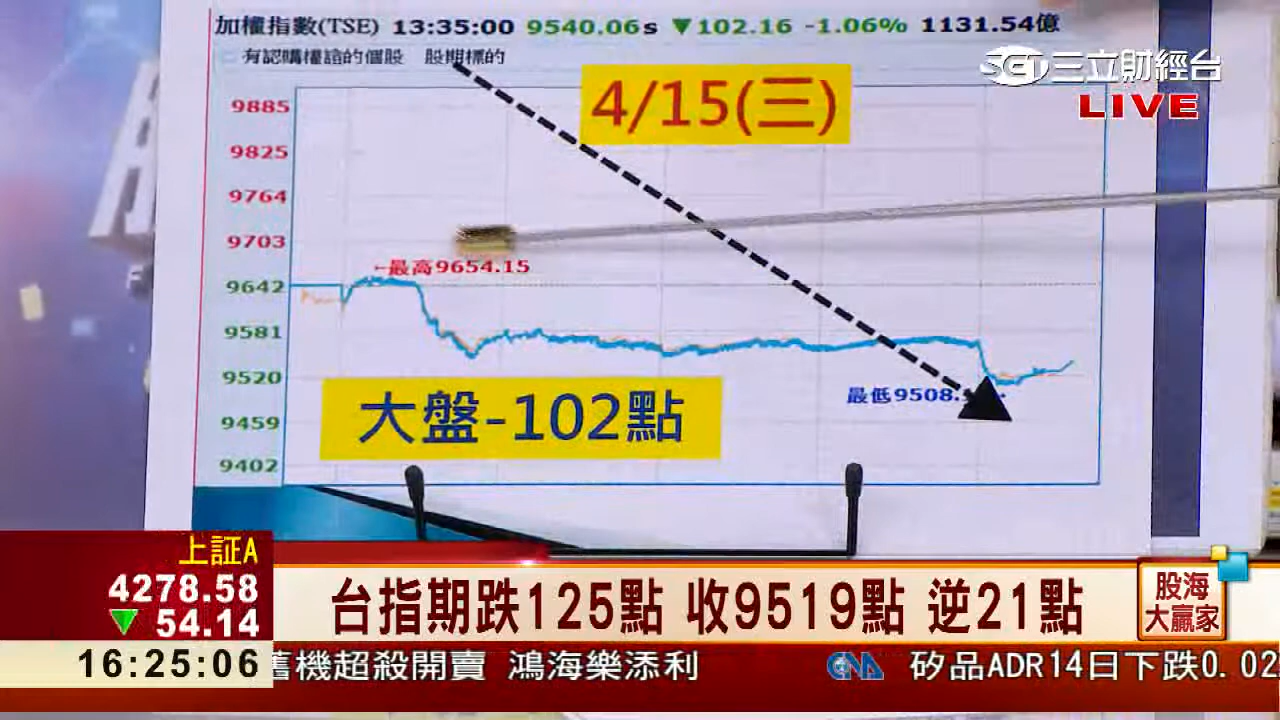 加權指數(TSE) 13:35:00 9540.06s ▼102.16 -1.06% 1131.54億
有認購權證的個股 股期標的
三立財經台
LIVE
4/15(三)
9885
9825
9764
9703
9642
9581
9520
9459
9402
←最高9654.15
最低9508.
大盤-102點
上証A
4278.58
▼ 54.14
16:25:06
台指期跌125點 收9519點 逆21點
股海
大贏家
舊機超殺開賣 鴻海樂添利
CNA 矽品ADR14日下跌0.02